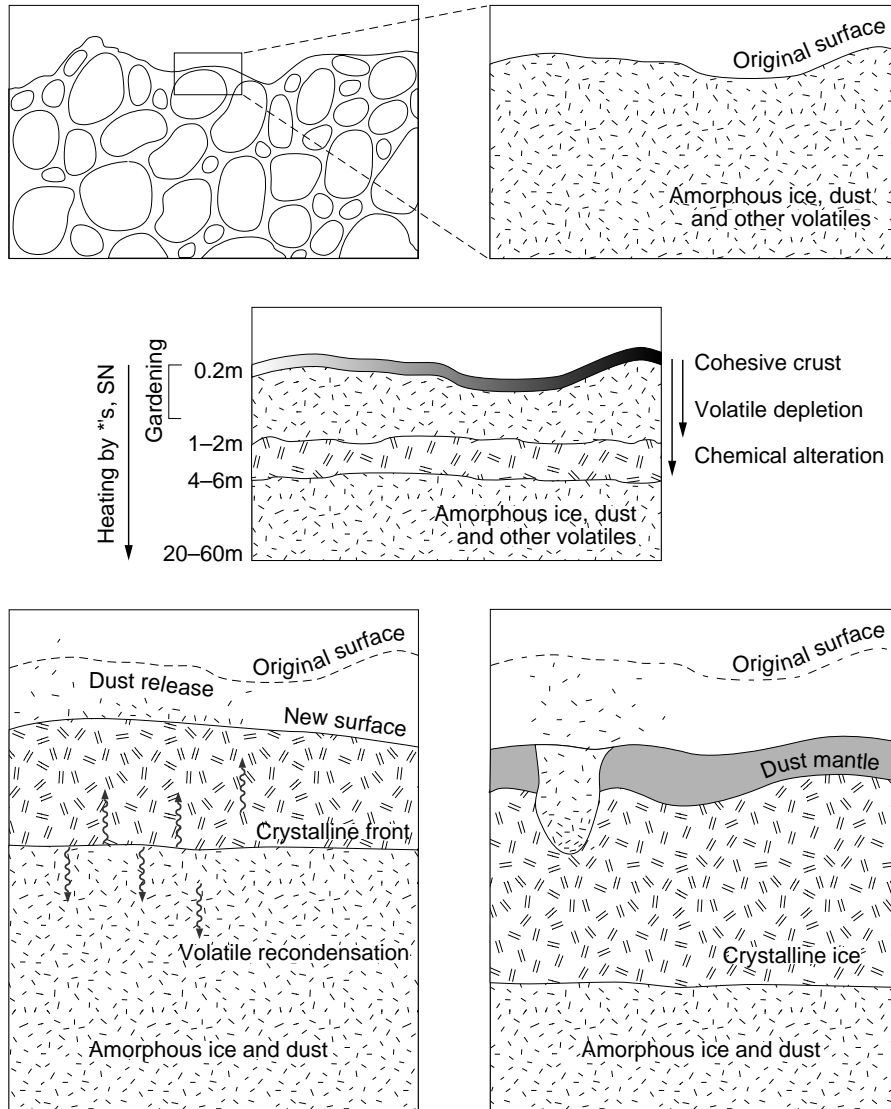 Original surface
Amorphous ice, dust
and other volatiles
Heating by *'s, SN
Gardening
0.2m
1–2m
4–6m
20–60m
Cohesive crust
Volatile depletion
Chemical alteration
Amorphous ice, dust
and other volatiles
Original surface
Dust release
New surface
Crystalline front
Volatile recondensation
Amorphous ice and dust
Original surface
Dust mantle
Crystalline ice
Amorphous ice and dust